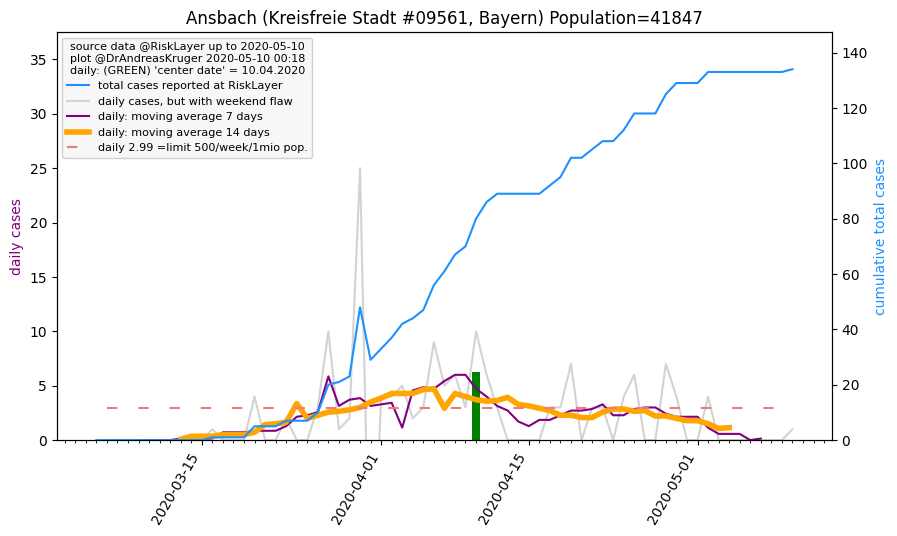 Ansbach (Kreisfreie Stadt #09561, Bayern) Population=41847
source data @RiskLayer up to 2020-05-10
plot @DrAndreasKruger 2020-05-10 00:18
daily: (GREEN) 'center date' = 10.04.2020
total cases reported at RiskLayer
daily cases, but with weekend flaw
daily: moving average 7 days
daily: moving average 14 days
daily 2.99 =limit 500/week/1mio pop.
daily cases
35
30
25
20
15
10
5
0
140
120
100
80
60
40
20
0
cumulative total cases
2020-03-15
2020-04-01
2020-04-15
2020-05-01